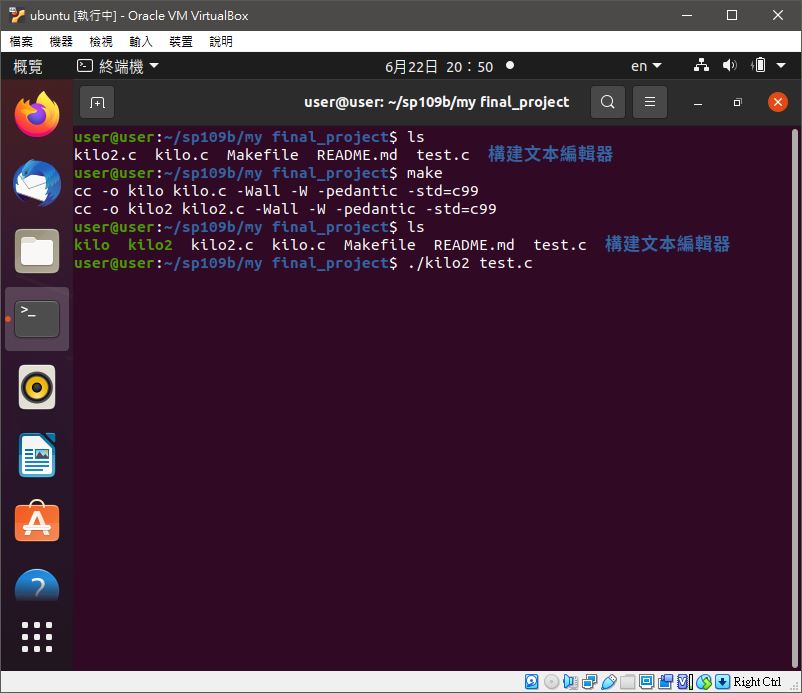 ubuntu [執行中] - Oracle VM VirtualBox
檔案 機器 檢視 輸入 裝置 說明
概覽 終端機 6月22日 20：50 en
user@user: ~/sp109b/my final_project
user@user:~/sp109b/my final_project$ ls
kilo2.c kilo.c Makefile README.md test.c 構建文本編輯器
user@user:~/sp109b/my final_project$ make
cc -o kilo kilo.c -Wall -W -pedantic -std=c99
cc -o kilo2 kilo2.c -Wall -W -pedantic -std=c99
user@user:~/sp109b/my final_project$ ls
kilo kilo2 kilo2.c kilo.c Makefile README.md test.c 構建文本編輯器
user@user:~/sp109b/my final_project$ ./kilo2 test.c
Right Ctrl